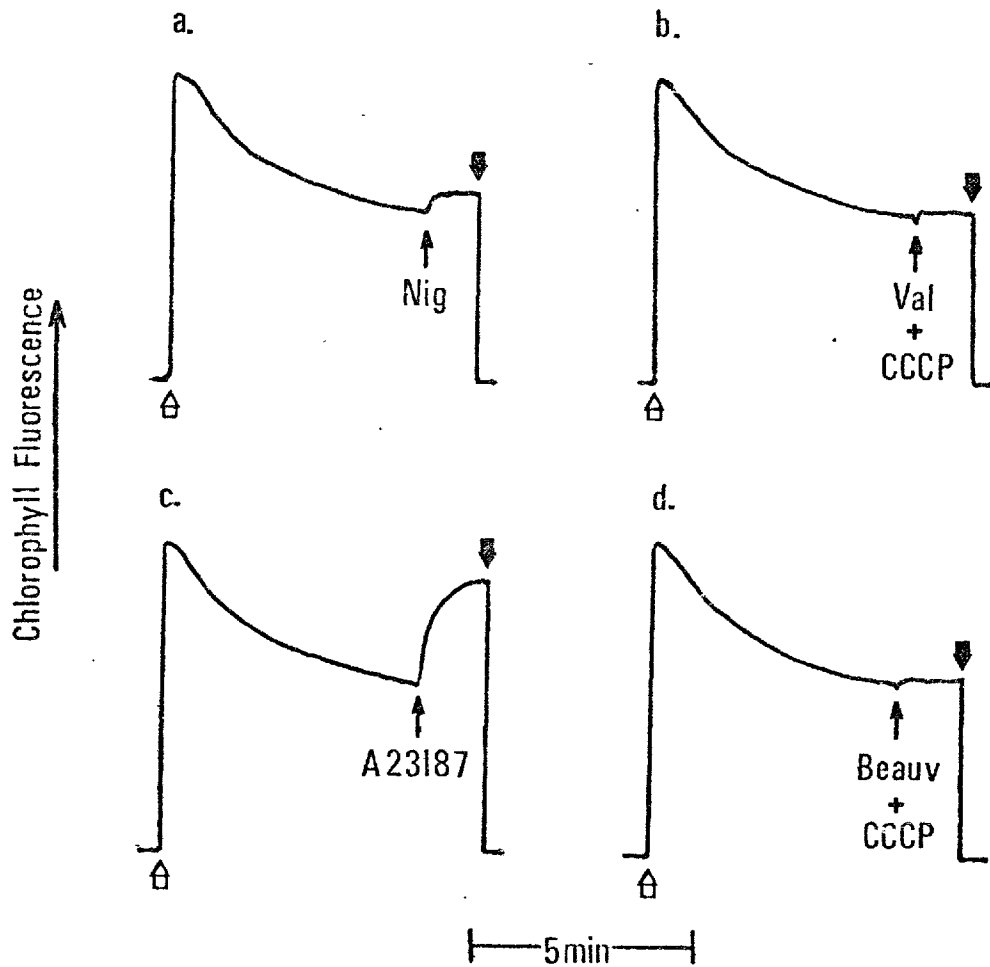 a.
b.
Nig
Val
+
CCCP
Chlorophyll Fluorescence
c.
d.
A23187
Beauv
+
CCCP
5min